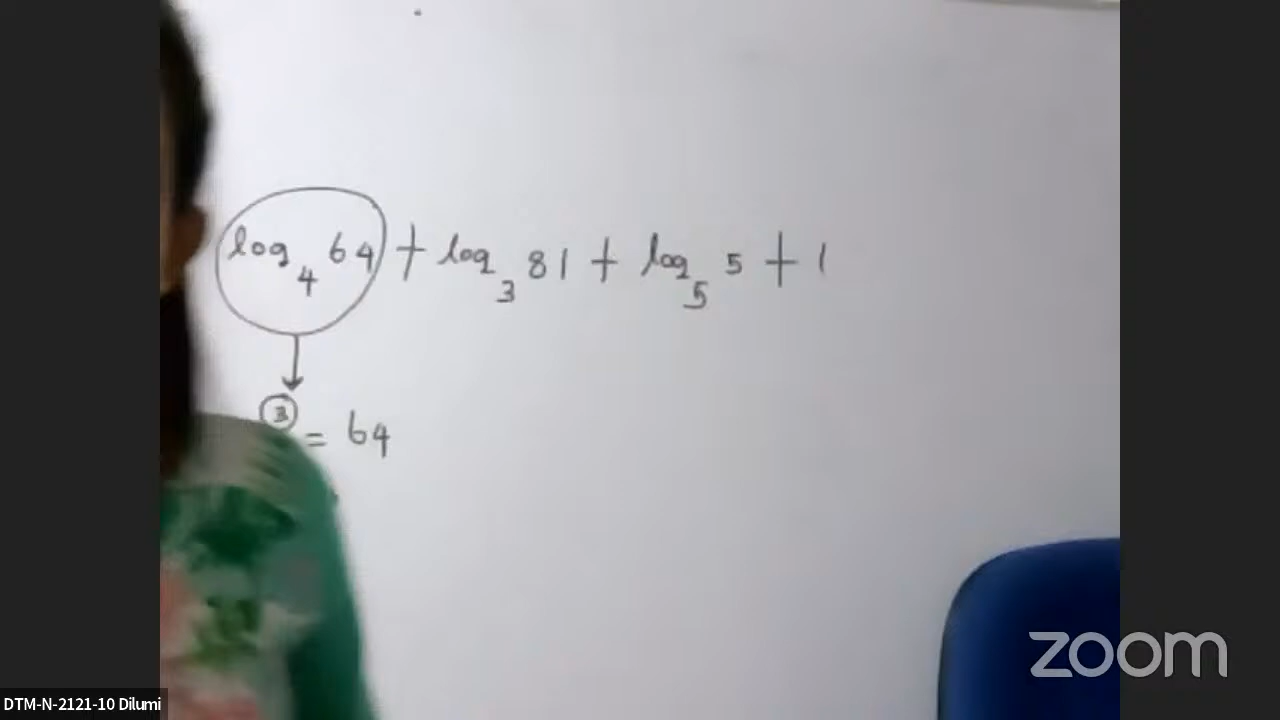 log₄ 64 + log₃ 81 + log₅ 5 + 1
③ = 64
zoom
DTM-N-2121-10 Dilumi